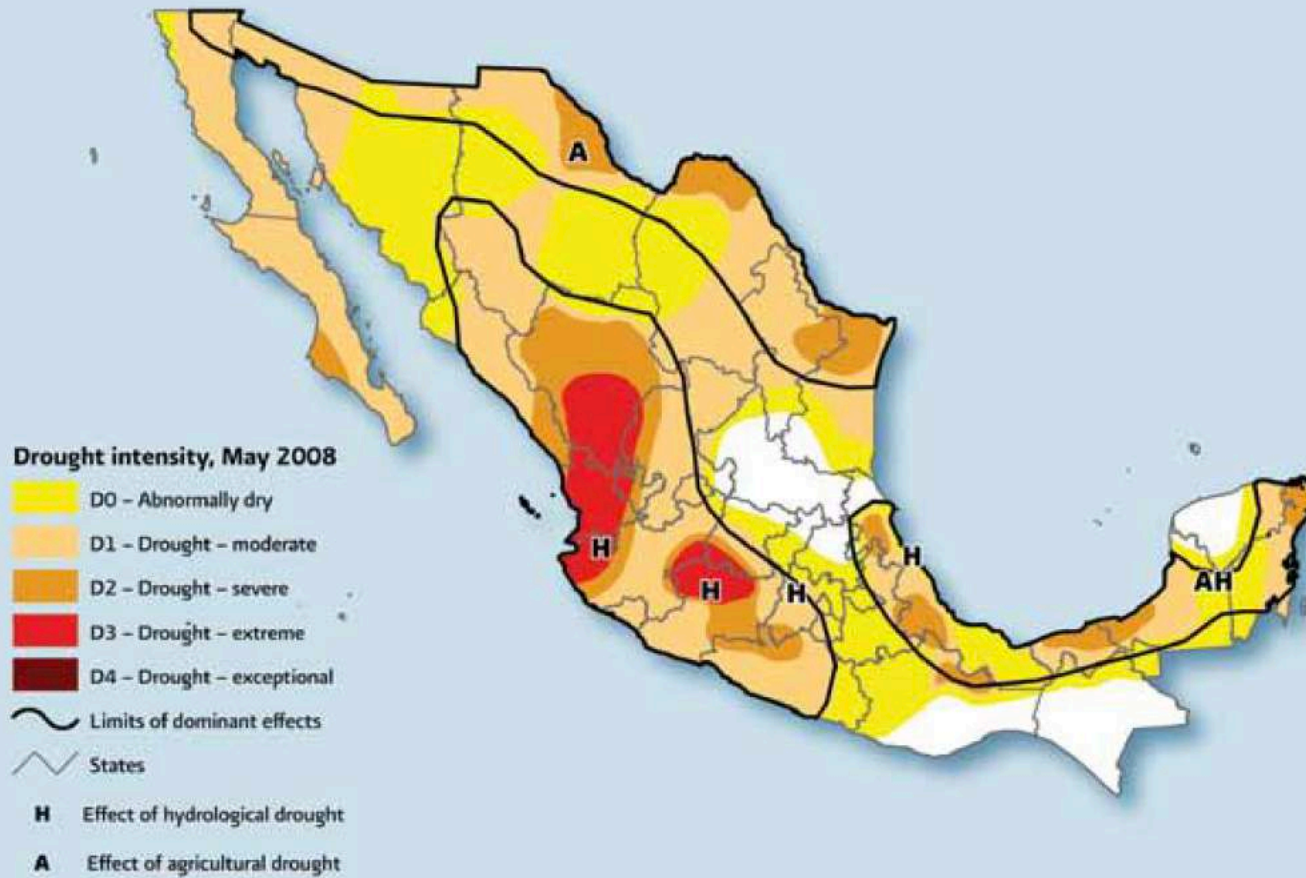 A
H
H
H
H
AH
Drought intensity, May 2008
D0 – Abnormally dry
D1 – Drought – moderate
D2 – Drought – severe
D3 – Drought – extreme
D4 – Drought – exceptional
Limits of dominant effects
States
H Effect of hydrological drought
A Effect of agricultural drought